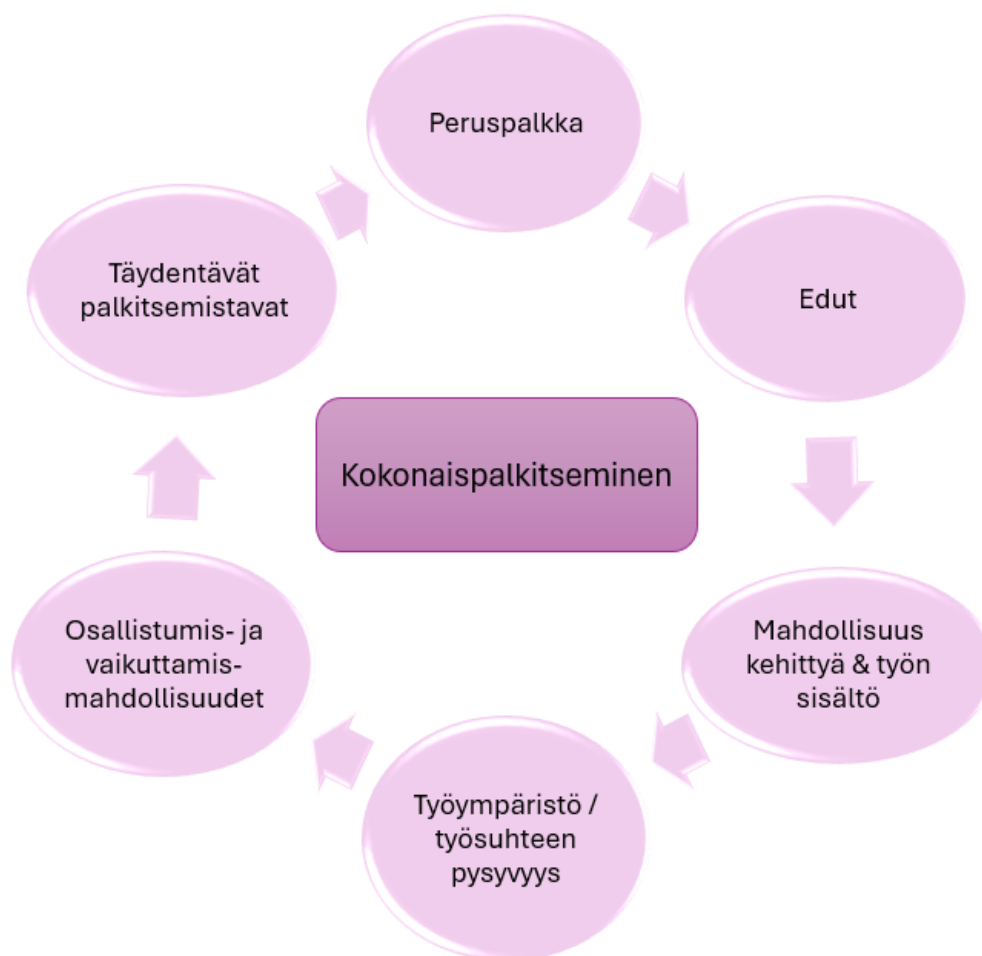 Peruspalkka
Edut
Mahdollisuus
kehittyä & työn
sisältö
Työympäristö /
työsuhteen
pysyvyys
Osallistumis- ja
vaikuttamis-
mahdollisuudet
Täydentävät
palkitsemistavat
Kokonaispalkitseminen